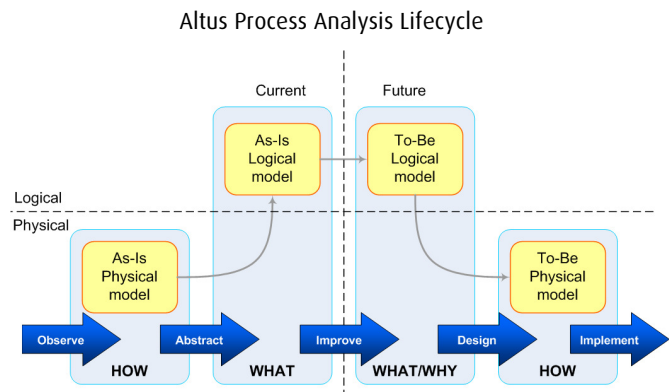 Altus Process Analysis Lifecycle
Current
Future
As-Is
Logical
model
To-Be
Logical
model
Logical
Physical
As-Is
Physical
model
To-Be
Physical
model
Observe
Abstract
Improve
Design
Implement
HOW
WHAT
WHAT/WHY
HOW